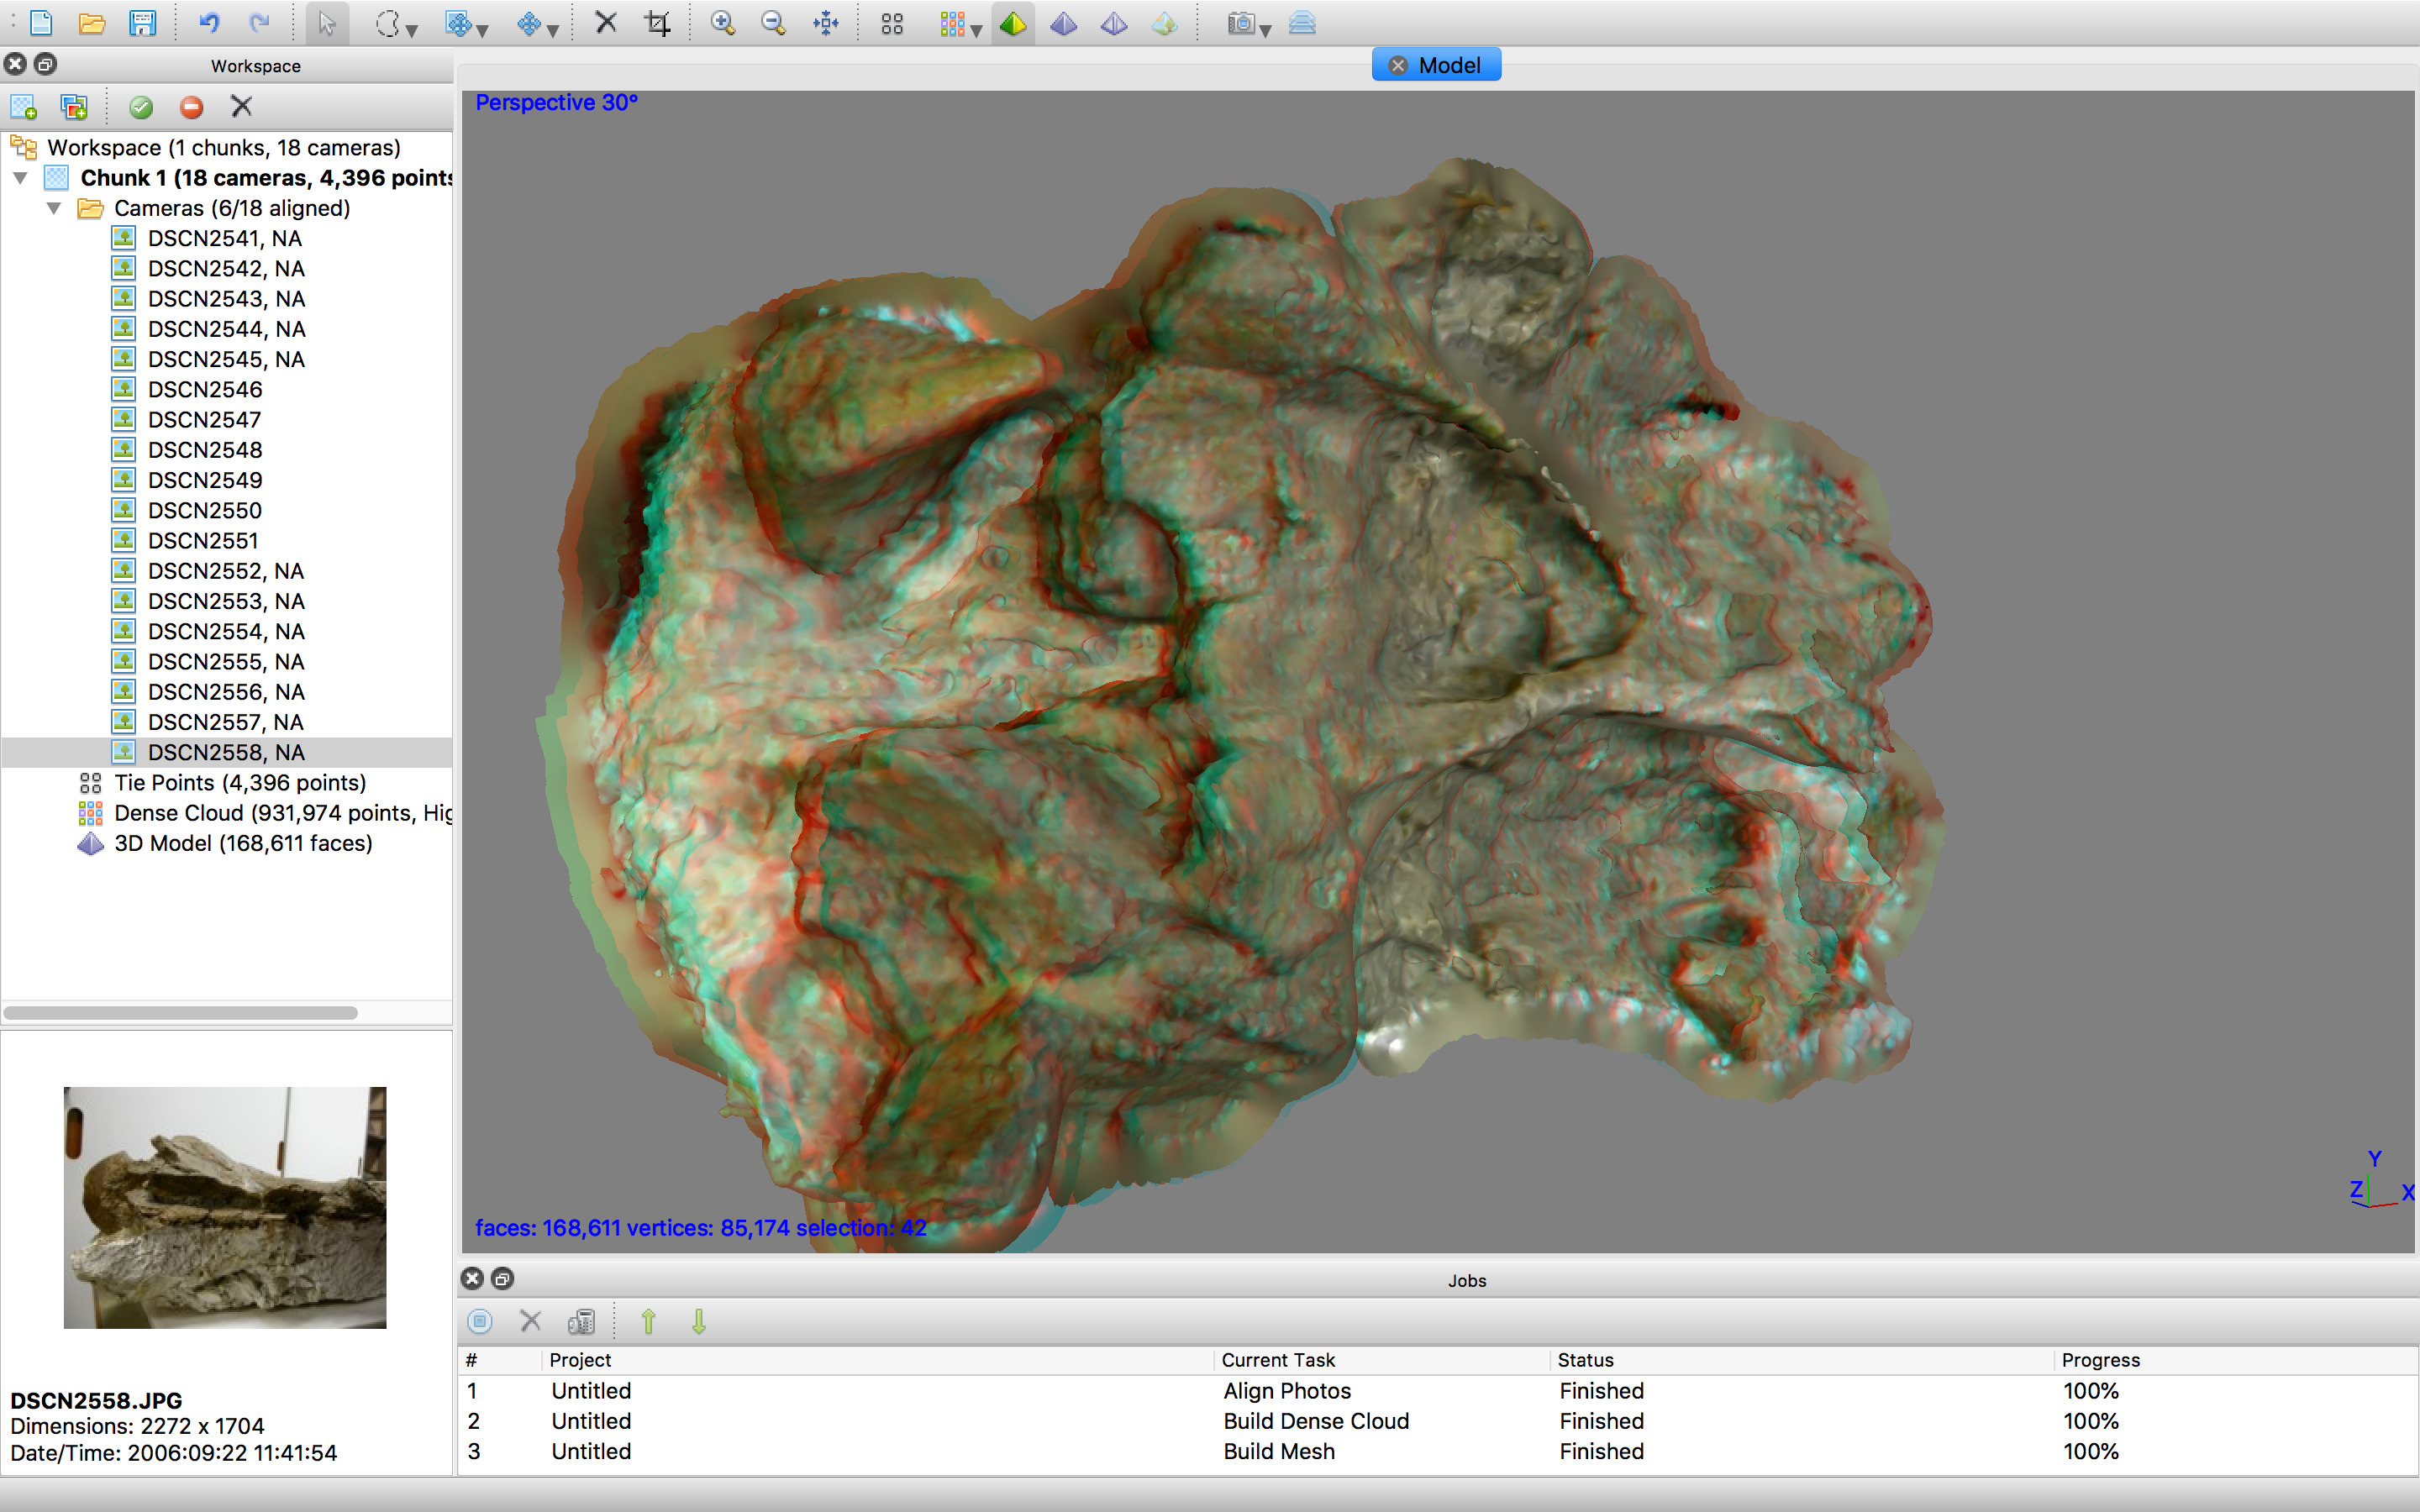 Workspace
Model
Workspace (1 chunks, 18 cameras)
Chunk 1 (18 cameras, 4,396 points
Cameras (6/18 aligned)
DSCN2541, NA
DSCN2542, NA
DSCN2543, NA
DSCN2544, NA
DSCN2545, NA
DSCN2546
DSCN2547
DSCN2548
DSCN2549
DSCN2550
DSCN2551
DSCN2552, NA
DSCN2553, NA
DSCN2554, NA
DSCN2555, NA
DSCN2556, NA
DSCN2557, NA
DSCN2558, NA
Tie Points (4,396 points)
Dense Cloud (931,974 points, Hig
3D Model (168,611 faces)
DSCN2558.JPG
Dimensions: 2272 x 1704
Date/Time: 2006:09:22 11:41:54
Perspective 30°
Y
Z X
faces: 168,611 vertices: 85,174 selection: 42
Jobs
# Project Current Task Status Progress
1 Untitled Align Photos Finished 100%
2 Untitled Build Dense Cloud Finished 100%
3 Untitled Build Mesh Finished 100%